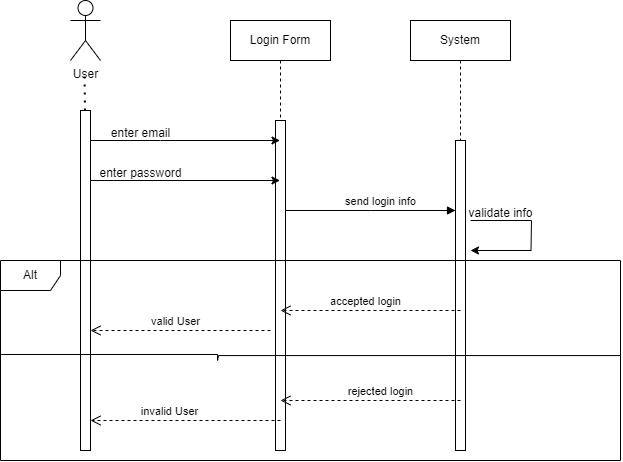 User
Login Form
System
enter email
enter password
send login info
validate info
Alt
accepted login
valid User
rejected login
invalid User